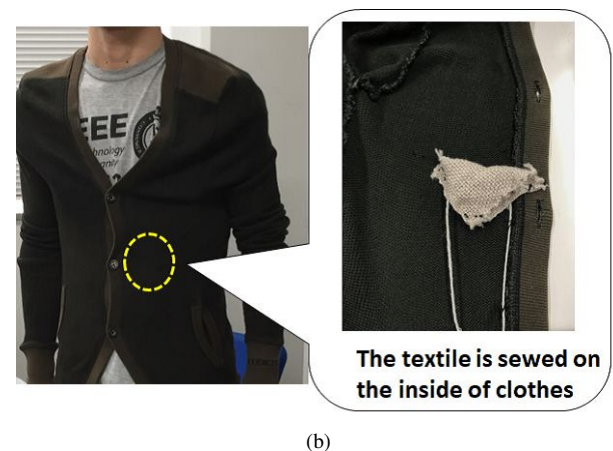 EEE
The textile is sewed on
the inside of clothes
(b)